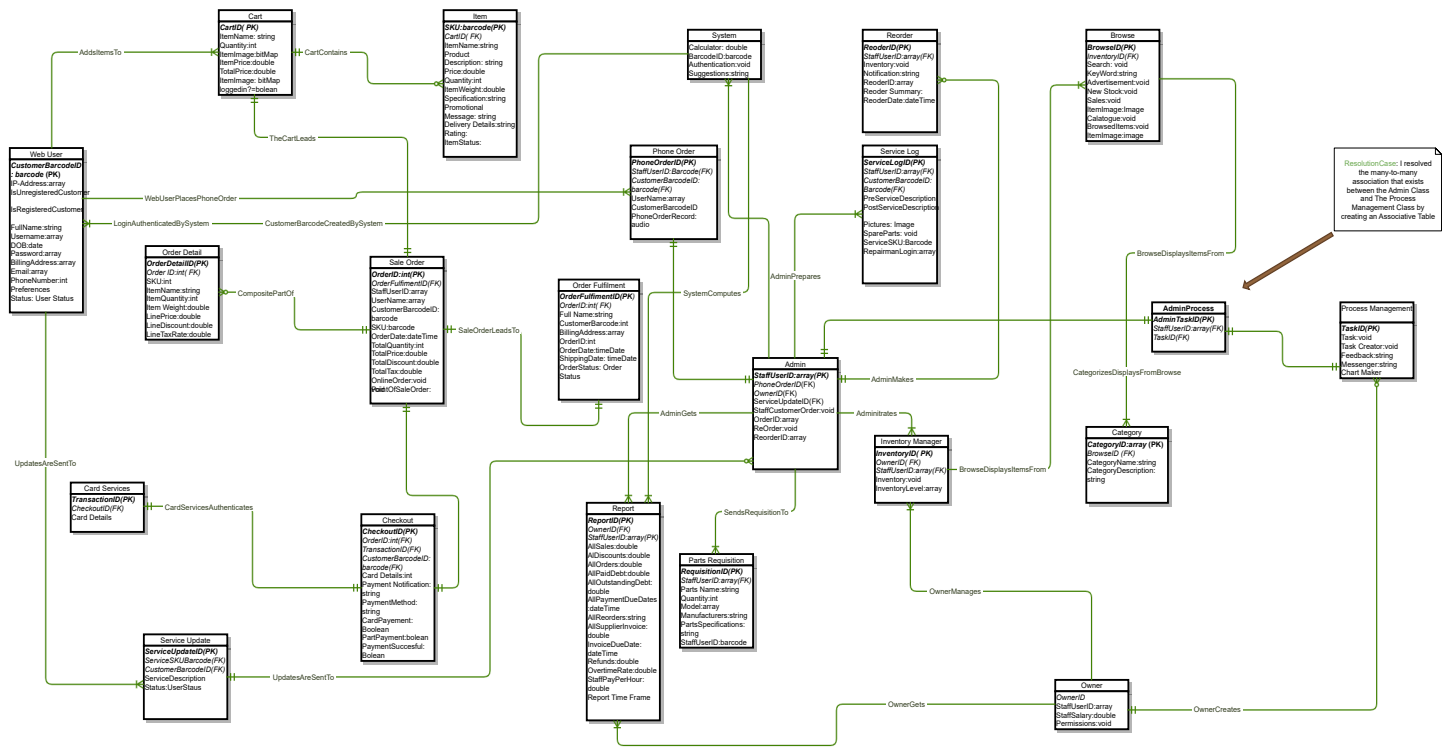 Cart
CartID( PK)
ItemName: string
Quantity:int
ItemImage:bitMap
ItemPrice:double
TotalPrice:double
ItemImage: bitMap
loggedin?=bolean
Item
SKU:barcode(PK)
CartID( FK)
ItemName:string
Product
Description: string
Price:double
Quantity:int
ItemWeight:double
Specification:string
Promotional
Message: string
Delivery Details:string
Rating:
ItemStatus:
System
Calculator: double
BarcodeID:barcode
Authentication:void
Suggestions:string
Reorder
ReoderID(PK)
StaffUserID:array(FK)
Inventory:void
Notification:string
ReoderID:array
Reoder Summary:
ReoderDate:dateTime
Browse
BrowseID(PK)
InventoryID(FK)
Search: void
KeyWord:string
Advertisement:void
New Stock:void
Sales:void
ItemImage:Image
Calatogue:void
BrowsedItems:void
ItemImage:image
AddsItemsTo
CartContains
TheCartLeads
Web User
CustomerBarcodeID
: barcode (PK)
IP-Address:array
IsUnregisteredCustomer
IsRegisteredCustomer
FullName:string
Username:array
DOB:date
Password:array
BillingAddress:array
Email:array
PhoneNumber:int
Preferences
Status: User Status
Phone Order
PhoneOrderID(PK)
StaffUserID:Barcode(FK)
CustomerBarcodeID:
barcode(FK)
UserName:array
CustomerBarcodeID
PhoneOrderRecord:
audio
Service Log
ServiceLogID(PK)
StaffUserID:array(FK)
CustomerBarcodeID:
Barcode(FK)
PreServiceDescription
PostServiceDescription
Pictures: Image
SpareParts: void
ServiceSKU:Barcode
RepairmanLogin:array
ResolutionCase: I resolved
the many-to-many
association that exists
between the Admin Class
and The Process
Management Class by
creating an Associative Table
WebUserPlacesPhoneOrder
LoginAuthenticatedBySystem
CustomerBarcodeCreatedBySystem
Order Detail
OrderDetailID(PK)
Order ID:int( FK)
SKU:int
ItemName:string
ItemQuantity:int
Item Weight:double
LinePrice:double
LineDiscount:double
LineTaxRate:double
CompositePartOf
Sale Order
OrderID:int(PK)
OrderFulfimentID(FK)
StaffUserID:Array
UserName:array
CustomerBarcodeID:
barcode
SKU:barcode
OrderDate:dateTime
TotalQuantity:int
TotalPrice:double
TotalDiscount:double
TotalTax:double
OnlineOrder:void
SaleOrderLeadsTo
Order Fulfilment
OrderFulfimentID(PK)
OrderID:int( FK)
Full Name:string
CustomerBarcode:int
BillingAddress:array
OrderID:int
OrderDate:timeDate
ShippingDate: timeDate
OrderStatus: Order
Status
SystemComputes
AdminPrepares
BrowseDisplaysItemsFrom
AdminProcess
AdminTaskID(PK)
StaffUserID:array(FK)
TaskID(FK)
Process Management
TaskID(PK)
Task:void
Task Creator:void
Feedback:string
Messenger:string
Chart Maker
CategorizesDisplaysFromBrowse
Admin
StaffUserID:array(PK)
PhoneOrderID(FK)
OwnerID(FK)
ServiceUpdateID(FK)
StaffCustomerOrder:void
OrderID:array
ReOrder:void
ReorderID:array
AdminMakes
AdminGets
Adminitrates
Inventory Manager
InventoryID( PK)
OwnerID( FK)
StaffUserID:array(FK)
Inventory:void
InventoryLevel:array
BrowseDisplaysItemsFrom
Category
CategoryID:array (PK)
BrowseID (FK)
CategoryName:string
CategoryDescription:
string
UpdatesAreSentTo
Card Services
TransactionID(PK)
CheckoutID(FK)
Card Details
CardServicesAuthenticates
Checkout
CheckoutID(PK)
OrderID:int(FK)
TransactionID(FK)
CustomerBarcodeID:
barcode(FK)
Card Details:int
Payment Notification:
string
PaymentMethod:
string
CardPayement:
Boolean
PartPayment:bolean
PaymentSuccesful:
Bolean
Report
ReportID(PK)
OwnerID(FK)
StaffUserID:array(PK)
AllSales:double
AlDiscounts:double
AllOrders:double
AllPaidDebt:double
AllOutstandingDebt:
double
AllPaymentDueDates
:dateTime
AllReorders:string
AllSupplierInvoice:
double
InvoiceDueDate:
dateTime
Refunds:double
OvertimeRate:double
StaffPayPerHour:
double
Report Time Frame
SendsRequisitionTo
Parts Requisition
RequisitionID(PK)
StaffUserID:array(FK)
Parts Name:string
Quantity:int
Model:array
Manufacturers:string
PartsSpecifications:
string
StaffUserID:barcode
OwnerManages
Service Update
ServiceUpdateID(PK)
ServiceSKUBarcode(FK)
CustomerBarcodeID(FK)
ServiceDescription
Status:UserStaus
UpdatesAreSentTo
Owner
OwnerID
StaffUserID:array
StaffSalary:double
Permissions:void
OwnerGets
OwnerCreates